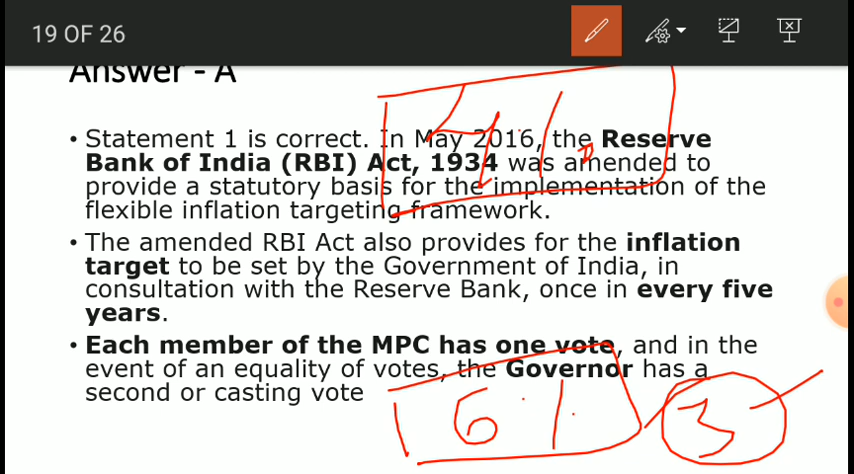 19 OF 26
Answer - A
• Statement 1 is correct. In May 2016, the Reserve
Bank of India (RBI) Act, 1934 was amended to
provide a statutory basis for the implementation of the
flexible inflation targeting framework.
• The amended RBI Act also provides for the inflation
target to be set by the Government of India, in
consultation with the Reserve Bank, once in every five
years.
• Each member of the MPC has one vote, and in the
event of an equality of votes, the Governor has a
second or casting vote